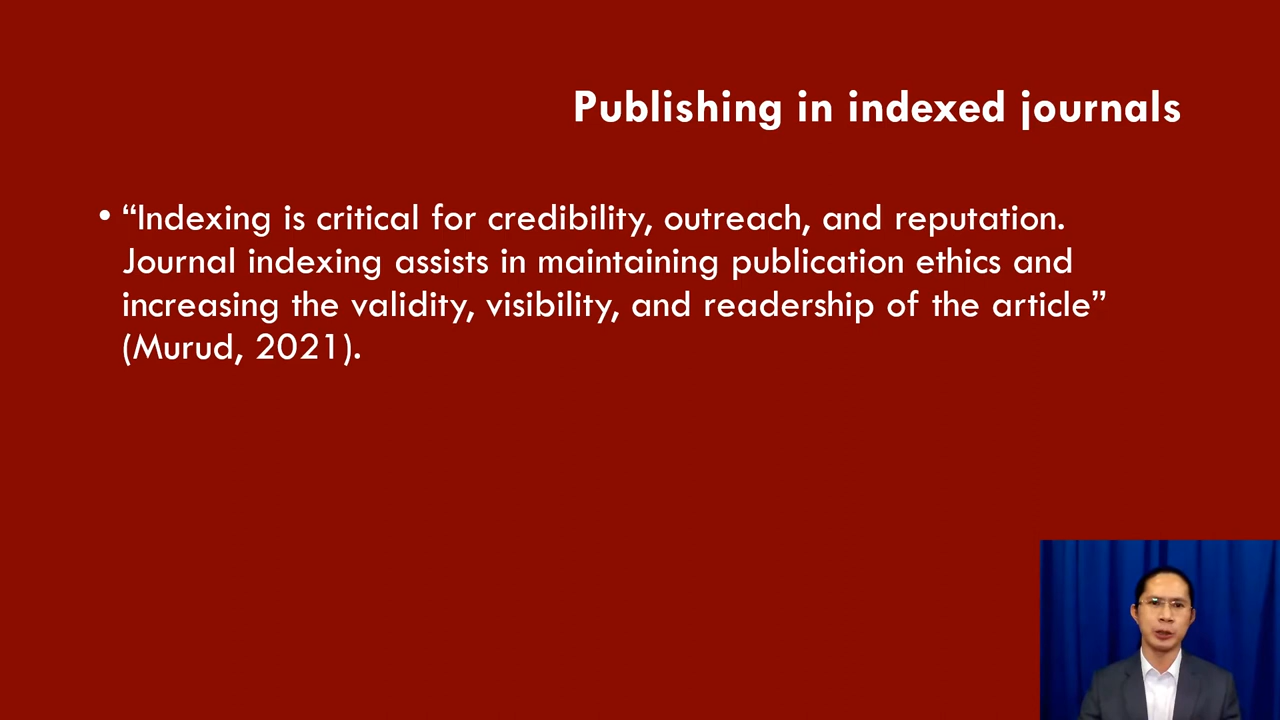 Publishing in indexed journals
• “Indexing is critical for credibility, outreach, and reputation.
Journal indexing assists in maintaining publication ethics and
increasing the validity, visibility, and readership of the article”
(Murud, 2021).